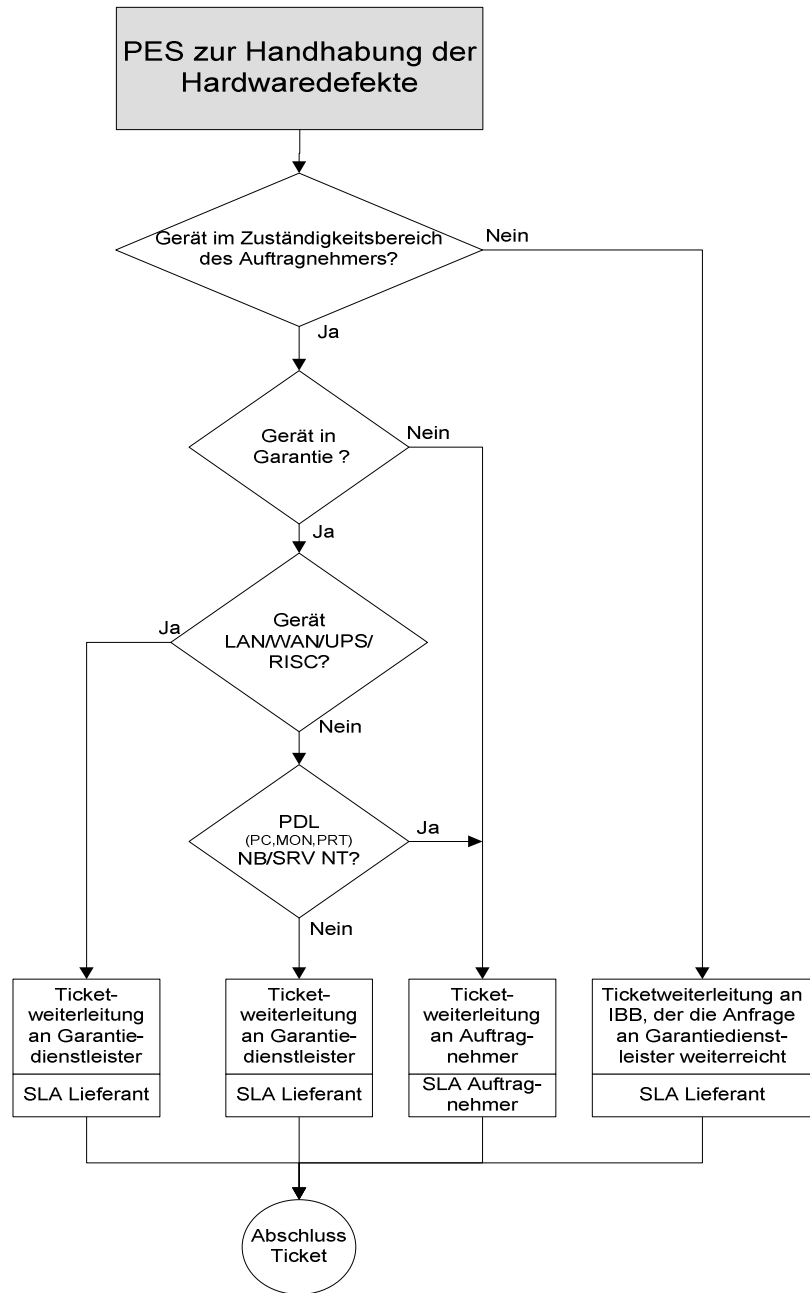 PES zur Handhabung der
Hardwaredefekte
Gerät im Zuständigkeitsbereich
des Auftragnehmers?
Nein
Ja
Gerät in
Garantie ?
Nein
Ja
Gerät
LAN/WAN/UPS/
RISC?
Ja
Nein
PDL
(PC,MON,PRT)
NB/SRV NT?
Ja
Nein
Ticket-
weiterleitung
an Garantie-
dienstleister
SLA Lieferant
Ticket-
weiterleitung
an Garantie-
dienstleister
SLA Lieferant
Ticket-
weiterleitung
an Auftrag-
nehmer
SLA Auftrag-
nehmer
Ticketweiterleitung an
IBB, der die Anfrage
an Garantiedienst-
leister weiterreicht
SLA Lieferant
Abschluss
Ticket